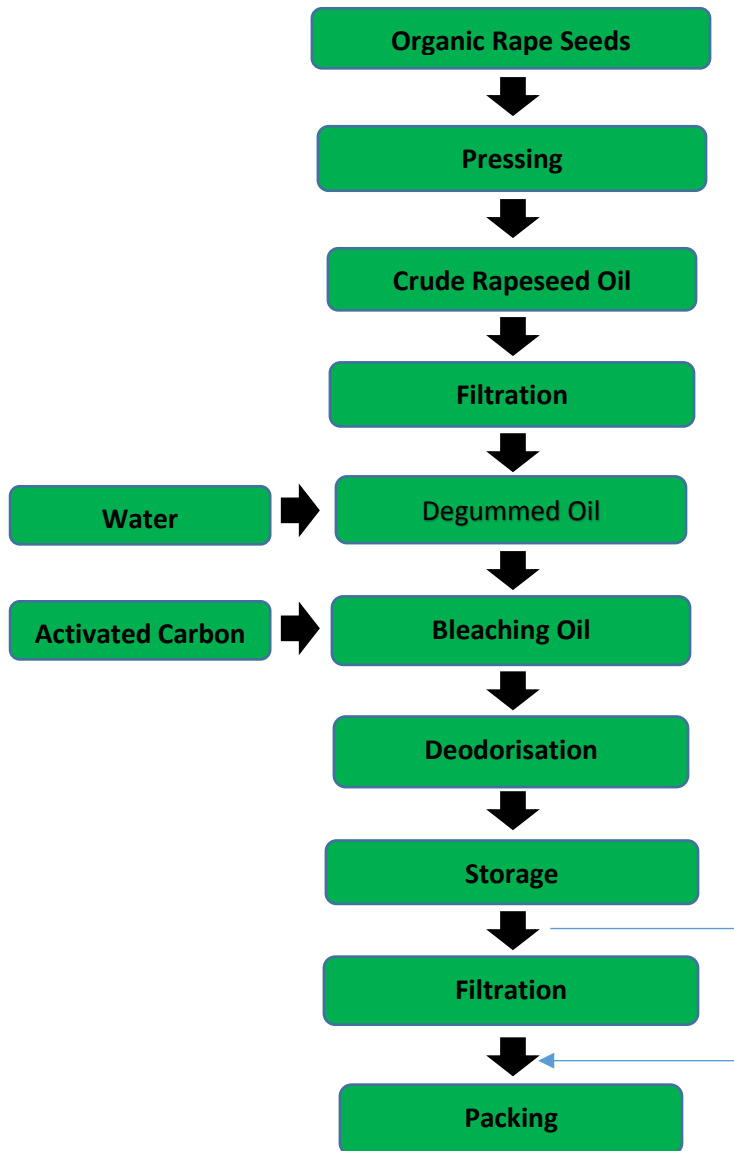 Organic Rape Seeds
Pressing
Crude Rapeseed Oil
Filtration
Water
Degummed Oil
Activated Carbon
Bleaching Oil
Deodorisation
Storage
Filtration
Packing